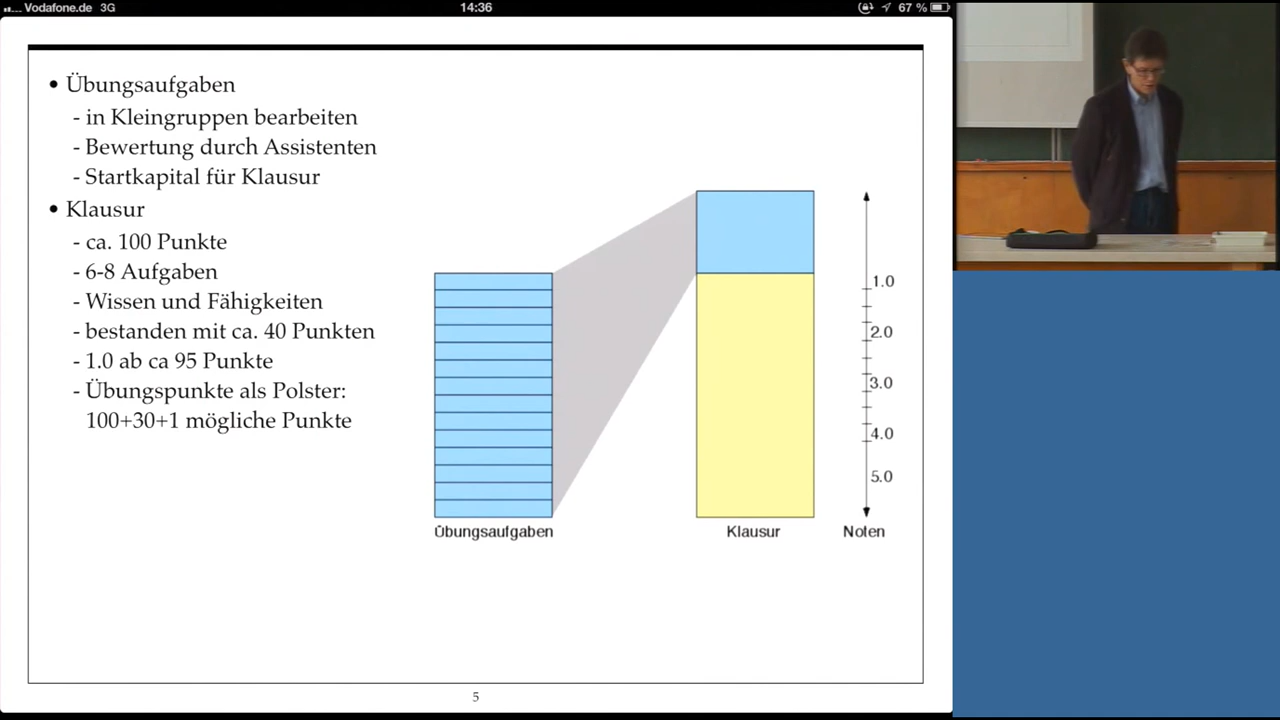 Vodafone.de 3G 14:36 67 %
• Übungsaufgaben
- in Kleingruppen bearbeiten
- Bewertung durch Assistenten
- Startkapital für Klausur
• Klausur
- ca. 100 Punkte
- 6-8 Aufgaben
- Wissen und Fähigkeiten
- bestanden mit ca. 40 Punkten
- 1.0 ab ca 95 Punkte
- Übungspunkte als Polster:
100+30+1 mögliche Punkte
1.0
2.0
3.0
4.0
5.0
Übungsaufgaben Klausur Noten
5